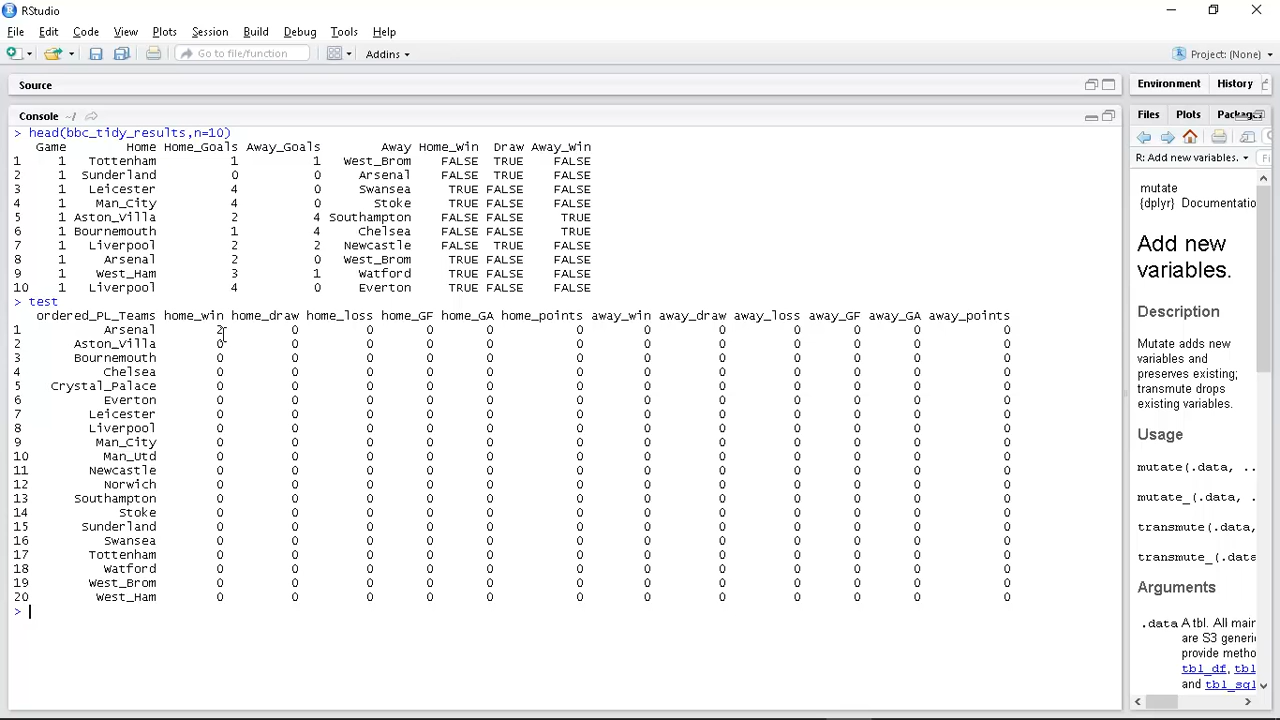 RStudio
File Edit Code View Plots Session Build Debug Tools Help
Go to file/function Addins Project: (None)
Source
Console ~/
> head(bbc_tidy_results,n=10)
Game Home Home_Goals Away_Goals Away Home_Win Draw Away_Win
1 1 Tottenham 1 1 West_Brom FALSE TRUE FALSE
2 1 Sunderland 0 0 Arsenal FALSE TRUE FALSE
3 1 Leicester 4 0 Swansea TRUE FALSE FALSE
4 1 Man_City 4 0 Stoke TRUE FALSE FALSE
5 1 Aston_Villa 2 4 Southampton FALSE FALSE TRUE
6 1 Bournemouth 1 4 Chelsea FALSE FALSE TRUE
7 1 Liverpool 2 2 Newcastle FALSE TRUE FALSE
8 1 Arsenal 2 0 West_Brom TRUE FALSE FALSE
9 1 West_Ham 3 1 Watford TRUE FALSE FALSE
10 1 Liverpool 4 0 Everton TRUE FALSE FALSE
> test
ordered_PL_Teams home_win home_draw home_loss home_GF home_GA home_points away_win away_draw away_loss away_GF away_GA away_points
1 Arsenal 2 0 0 0 0 0 0 0 0 0 0 0
2 Aston_Villa 0 0 0 0 0 0 0 0 0 0 0 0
3 Bournemouth 0 0 0 0 0 0 0 0 0 0 0 0
4 Chelsea 0 0 0 0 0 0 0 0 0 0 0 0
5 Crystal_Palace 0 0 0 0 0 0 0 0 0 0 0 0
6 Everton 0 0 0 0 0 0 0 0 0 0 0 0
7 Leicester 0 0 0 0 0 0 0 0 0 0 0 0
8 Liverpool 0 0 0 0 0 0 0 0 0 0 0 0
9 Man_City 0 0 0 0 0 0 0 0 0 0 0 0
10 Man_Utd 0 0 0 0 0 0 0 0 0 0 0 0
11 Newcastle 0 0 0 0 0 0 0 0 0 0 0 0
12 Norwich 0 0 0 0 0 0 0 0 0 0 0 0
13 Southampton 0 0 0 0 0 0 0 0 0 0 0 0
14 Stoke 0 0 0 0 0 0 0 0 0 0 0 0
15 Sunderland 0 0 0 0 0 0 0 0 0 0 0 0
16 Swansea 0 0 0 0 0 0 0 0 0 0 0 0
17 Tottenham 0 0 0 0 0 0 0 0 0 0 0 0
18 Watford 0 0 0 0 0 0 0 0 0 0 0 0
19 West_Brom 0 0 0 0 0 0 0 0 0 0 0 0
20 West_Ham 0 0 0 0 0 0 0 0 0 0 0 0
>
Environment History
Files Plots
R: Add new variables. Fi
mutate
{dplyr} Documentatio
Add new
variables.
Description
Mutate adds new
variables and
preserves existing;
transmute drops
existing variables.
Usage
mutate(.data, ..
mutate_(.data, .
transmute(.data,
transmute_(.data
Arguments
.data A tbl. All main
are S3 generi
provide metho
tbl_df, tbl
and tbl_sql